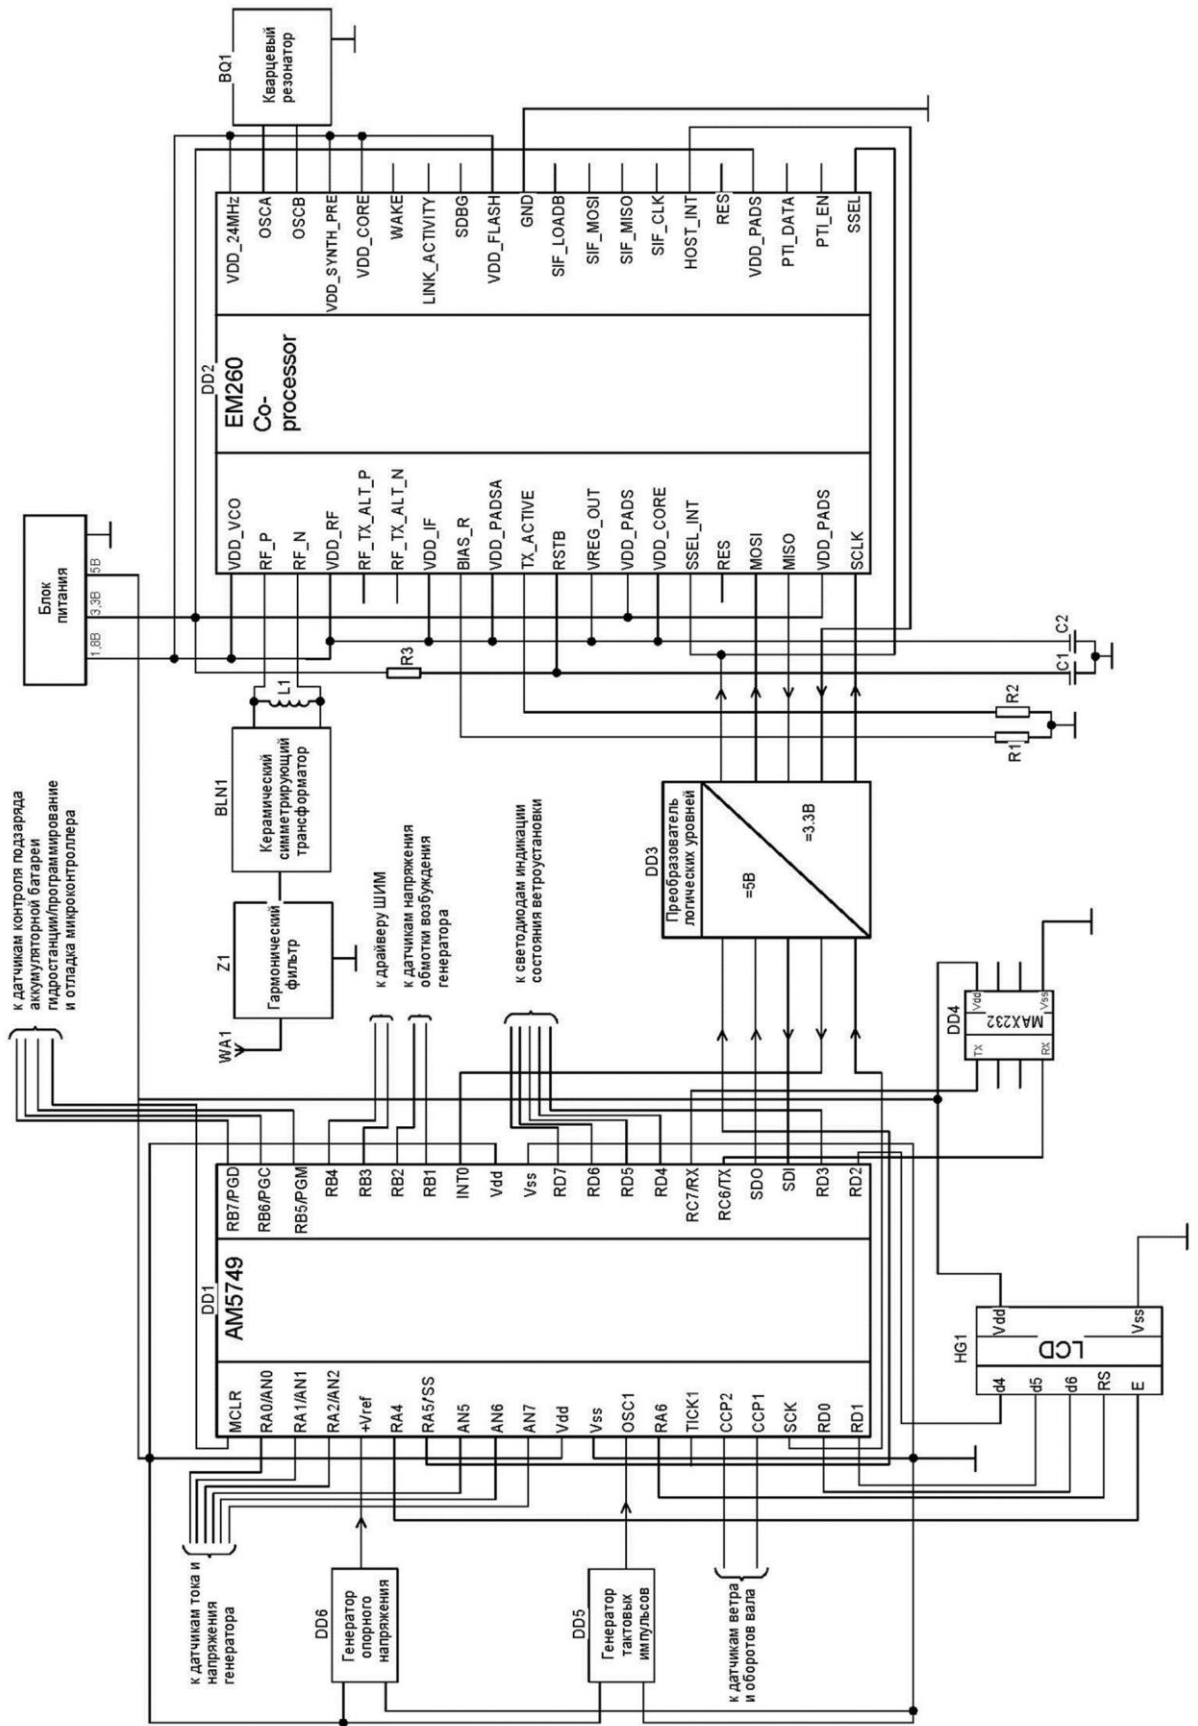 к датчикам тока и
напряжения
генератора
DD6
Генератор
опорного
напряжения
DD5
Генератор
тактовых
импульсов
к датчикам ветра
и оборотов вала
DD1
AM5749
MCLR
RA0/AN0
RA1/AN1
RA2/AN2
+Vref
RA4
RA5/SS
AN5
AN6
AN7
Vdd
Vss
OSC1
RA6
TICK1
CCP2
CCP1
SCK
RD0
RD1
RB7/PGD
RB6/PGC
RB5/PGM
RB4
RB3
RB2
RB1
INT0
Vdd
Vss
RD7
RD6
RD5
RD4
RC7/RX
RC6/TX
SDO
SDI
RD3
RD2
HG1
LCD
d4
d5
d6
RS
E
Vdd
Vss
к датчикам контроля подзаряда
аккумуляторной батареи
гидростанции/программирование
и отладка микроконтроллера
к драйверу ШИМ
к датчикам напряжения
обмотки возбуждения
генератора
к светодиодам индикации
состояния ветроустановки
DD4
MAX232
TX
RX
Vdd
Vss
WA1
Z1
Гармонический
фильтр
BLN1
Керамический
симметрирующий
трансформатор
L1
DD3
Преобразователь
логических уровней
=5В
=3.3В
R1
R2
R3
C1
C2
Блок
питания
1,8В
3,3В
5В
DD2
EM260
Co-
processor
VDD_VCO
RF_P
RF_N
VDD_RF
RF_TX_ALT_P
RF_TX_ALT_N
VDD_IF
BIAS_R
VDD_PADSA
TX_ACTIVE
RSTB
VREG_OUT
VDD_PADS
VDD_CORE
SSEL_INT
RES
MOSI
MISO
VDD_PADS
SCLK
VDD_24MHz
OSCA
OSCB
VDD_SYNTH_PRE
VDD_CORE
WAKE
LINK_ACTIVITY
SDBG
VDD_FLASH
GND
SIF_LOADB
SIF_MOSI
SIF_MISO
SIF_CLK
HOST_INT
RES
VDD_PADS
PTI_DATA
PTI_EN
SSEL
BQ1
Кварцевый
резонатор